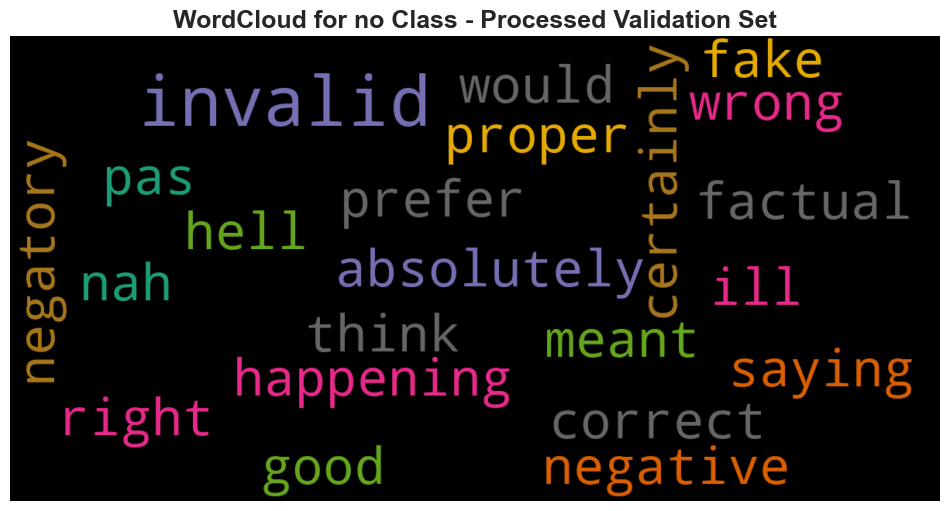 WordCloud for no Class - Processed Validation Set
fake
invalid
would
wrong
certainly
proper
negatory
pas
prefer
factual
hell
absolutely
nah
ill
think
meant
happening
saying
right
correct
good
negative